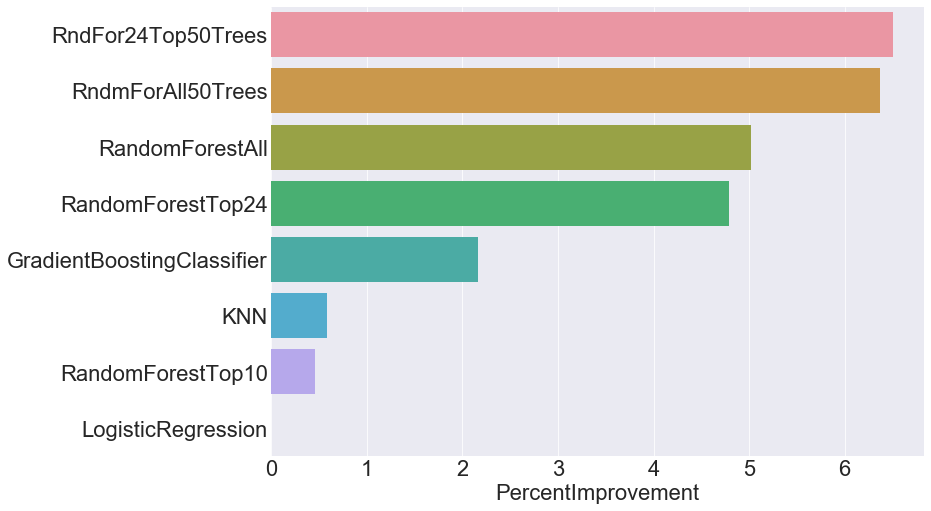 RndFor24Top50Trees
RndmForAll50Trees
RandomForestAll
RandomForestTop24
GradientBoostingClassifier
KNN
RandomForestTop10
LogisticRegression
0 1 2 3 4 5 6
PercentImprovement